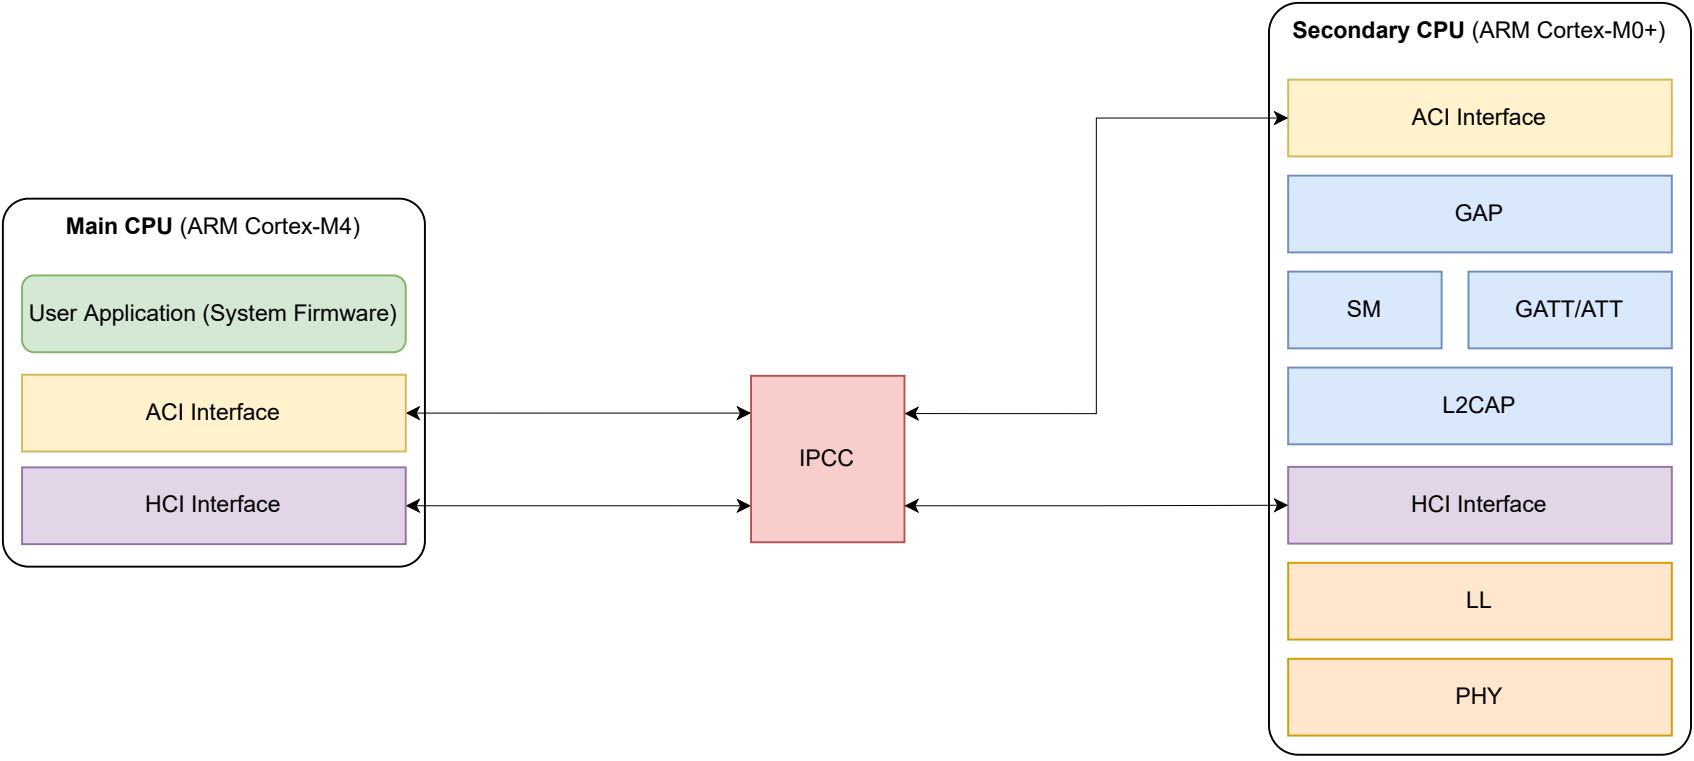 Main CPU (ARM Cortex-M4)
User Application (System Firmware)
ACI Interface
HCI Interface
IPCC
Secondary CPU (ARM Cortex-M0+)
ACI Interface
GAP
SM
GATT/ATT
L2CAP
HCI Interface
LL
PHY